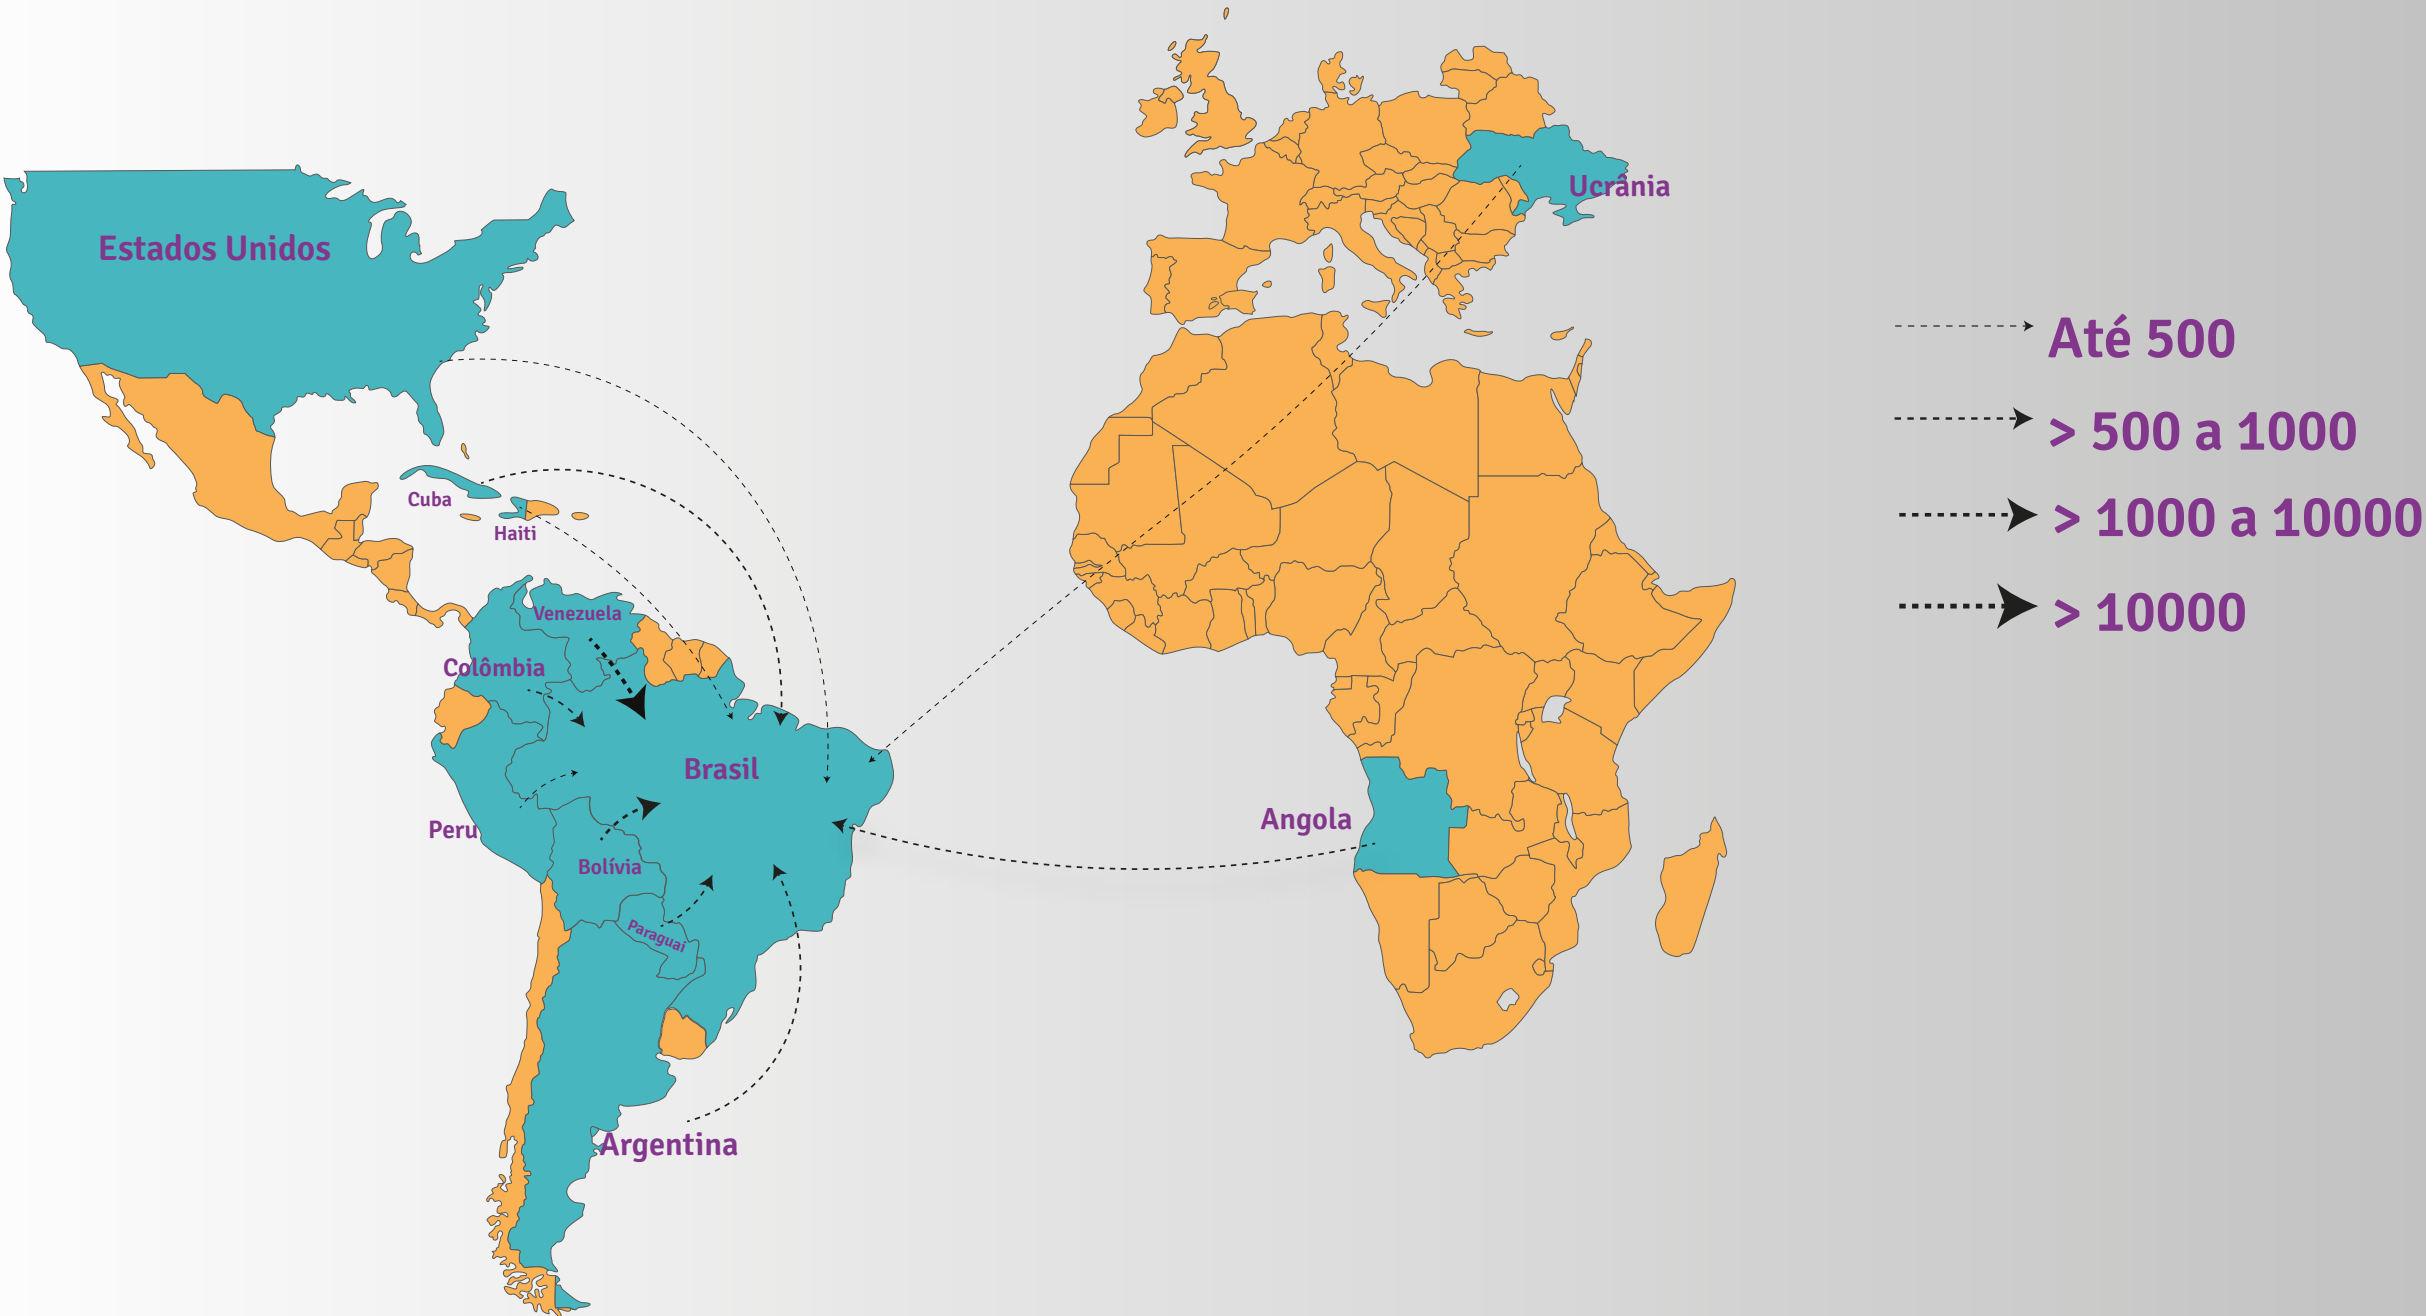 Ucrânia
Estados Unidos
Até 500
> 500 a 1000
Cuba
> 1000 a 10000
Haiti
Venezuela
> 10000
Colômbia
Brasil
Angola
Peru
Bolívia
Paraguai
Argentina